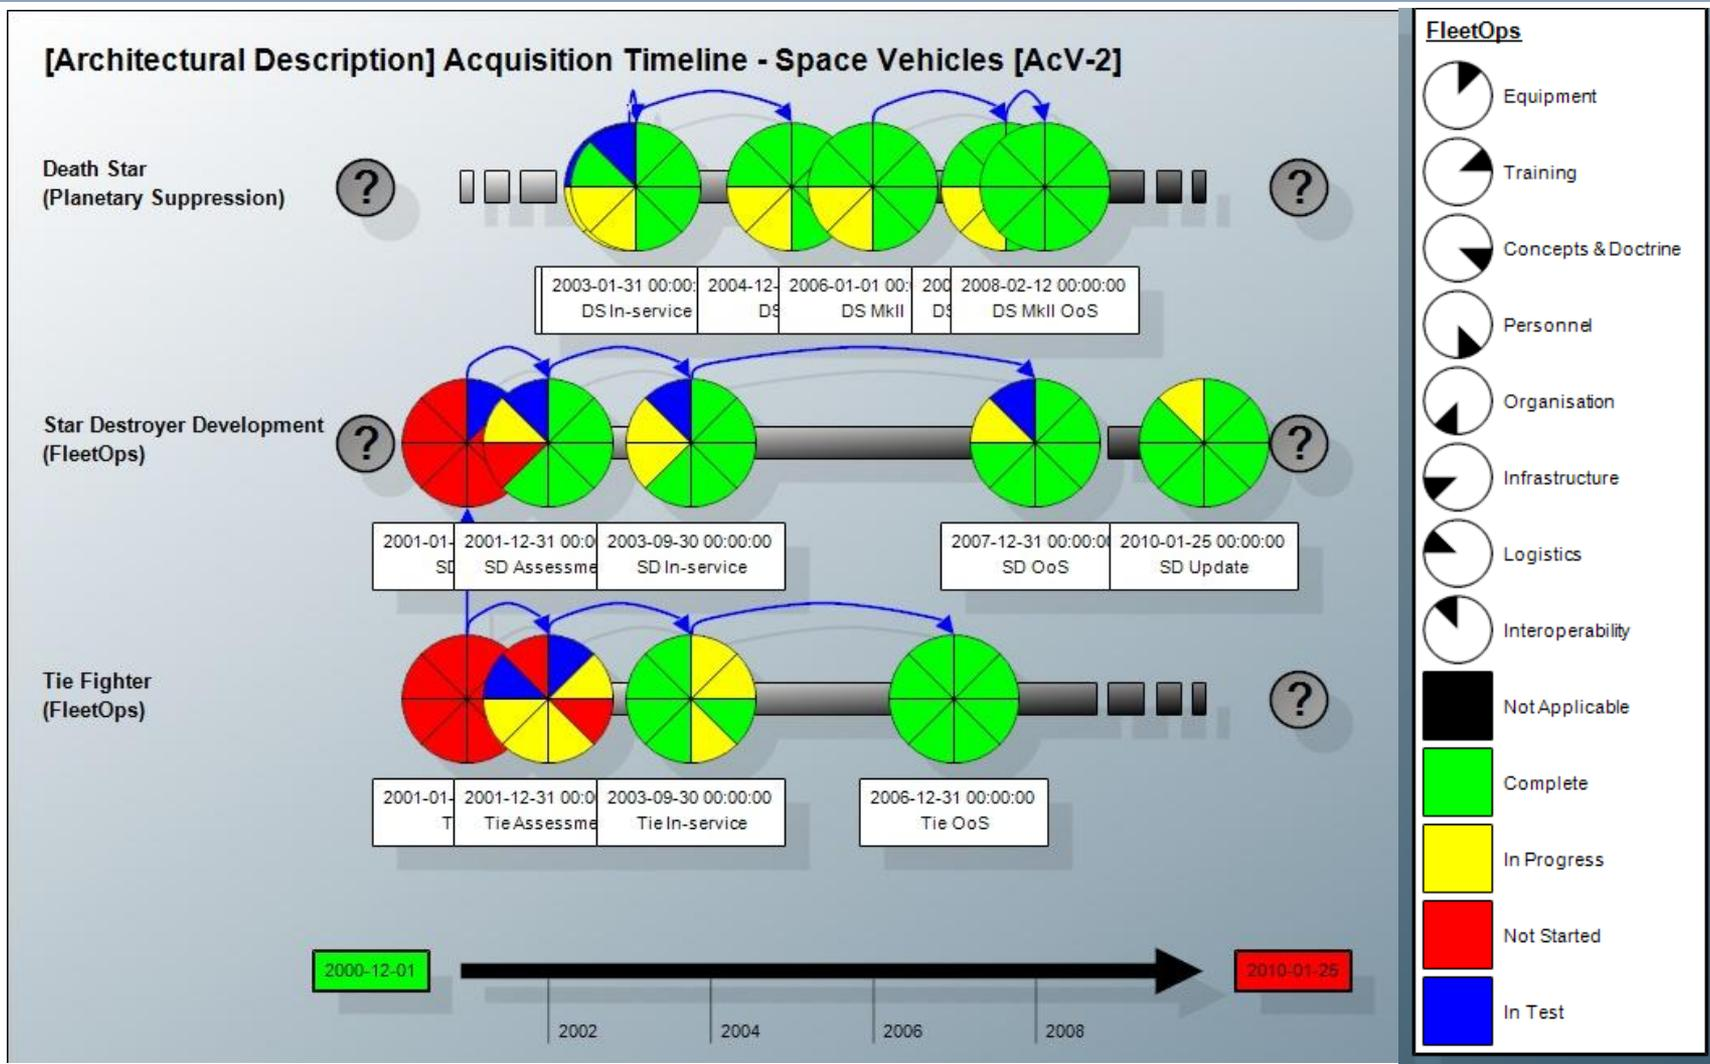 [Architectural Description] Acquisition Timeline - Space Vehicles [AcV-2]
Death Star
(Planetary Suppression)
?
?
2003-01-31 00:00:
DS In-service
2004-12-
DS
2006-01-01 00:
DS MkII
200
DS
2008-02-12 00:00:00
DS MkII OoS
Star Destroyer Development
(FleetOps)
?
?
2001-01-
SD
2001-12-31 00:0
SD Assessme
2003-09-30 00:00:00
SD In-service
2007-12-31 00:00:00
SD OoS
2010-01-25 00:00:00
SD Update
Tie Fighter
(FleetOps)
?
2001-01-
T
2001-12-31 00:0
Tie Assessme
2003-09-30 00:00:00
Tie In-service
2006-12-31 00:00:00
Tie OoS
2000-12-01
2010-01-25
2002
2004
2006
2008
FleetOps
Equipment
Training
Concepts & Doctrine
Personnel
Organisation
Infrastructure
Logistics
Interoperability
Not Applicable
Complete
In Progress
Not Started
In Test